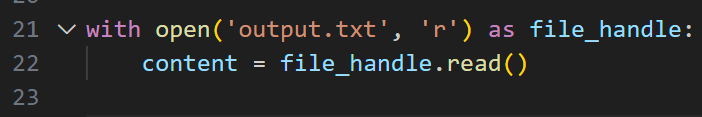 21 with open('output.txt', 'r') as file_handle:
22     content = file_handle.read()
23